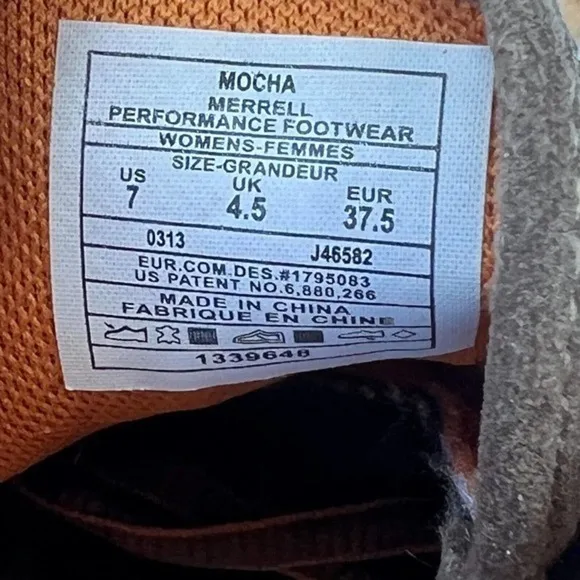 MOCHA
MERRELL
PERFORMANCE FOOTWEAR
WOMENS-FEMMES
SIZE-GRANDEUR
US UK EUR
7 4.5 37.5
0313 J46582
EUR.COM.DES.#1795083
US PATENT NO.6,880,266
MADE IN CHINA
FABRIQUE EN CHINE
1339648